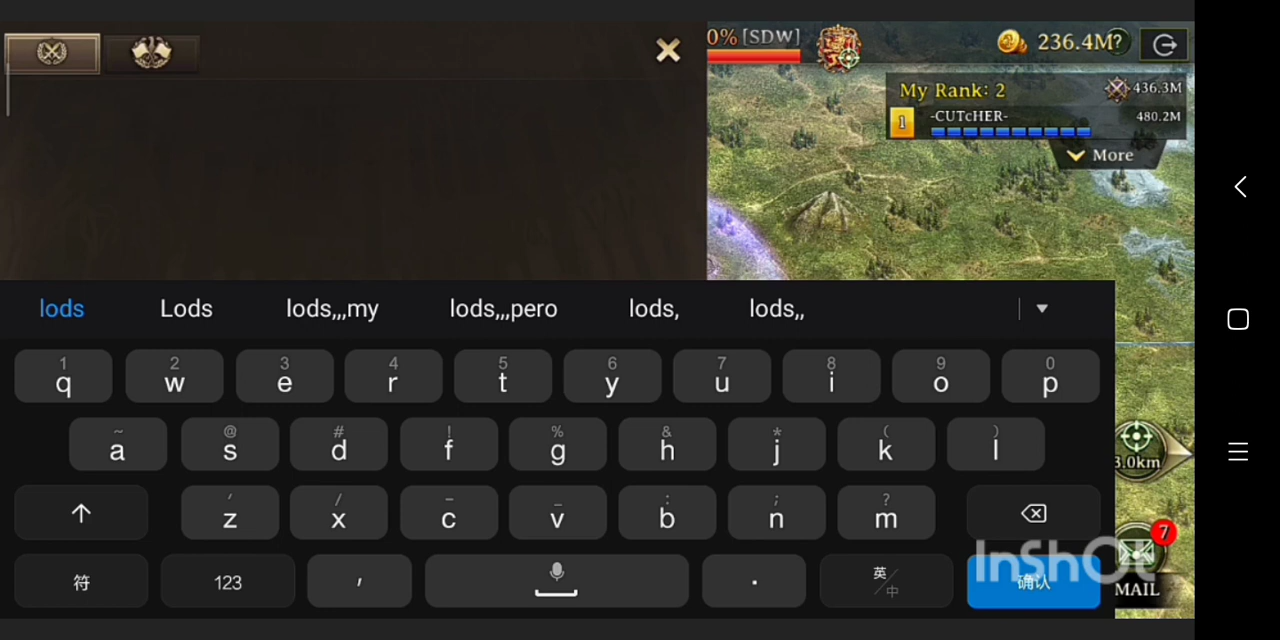 0% [SDW]
236.4M?
My Rank: 2
436.3M
1
-CUTcHER-
480.2M
More
lods Lods lods,,,my lods,,,pero lods, lods,,
1 2 3 4 5 6 7 8 9 0
q w e r t y u i o p
~ @ # ! % & * ( )
a s d f g h j k l
3.0km
' / - _ : ; ?
z x c v b n m
7
InShOt
符 123 , . 英/中 确认
MAIL